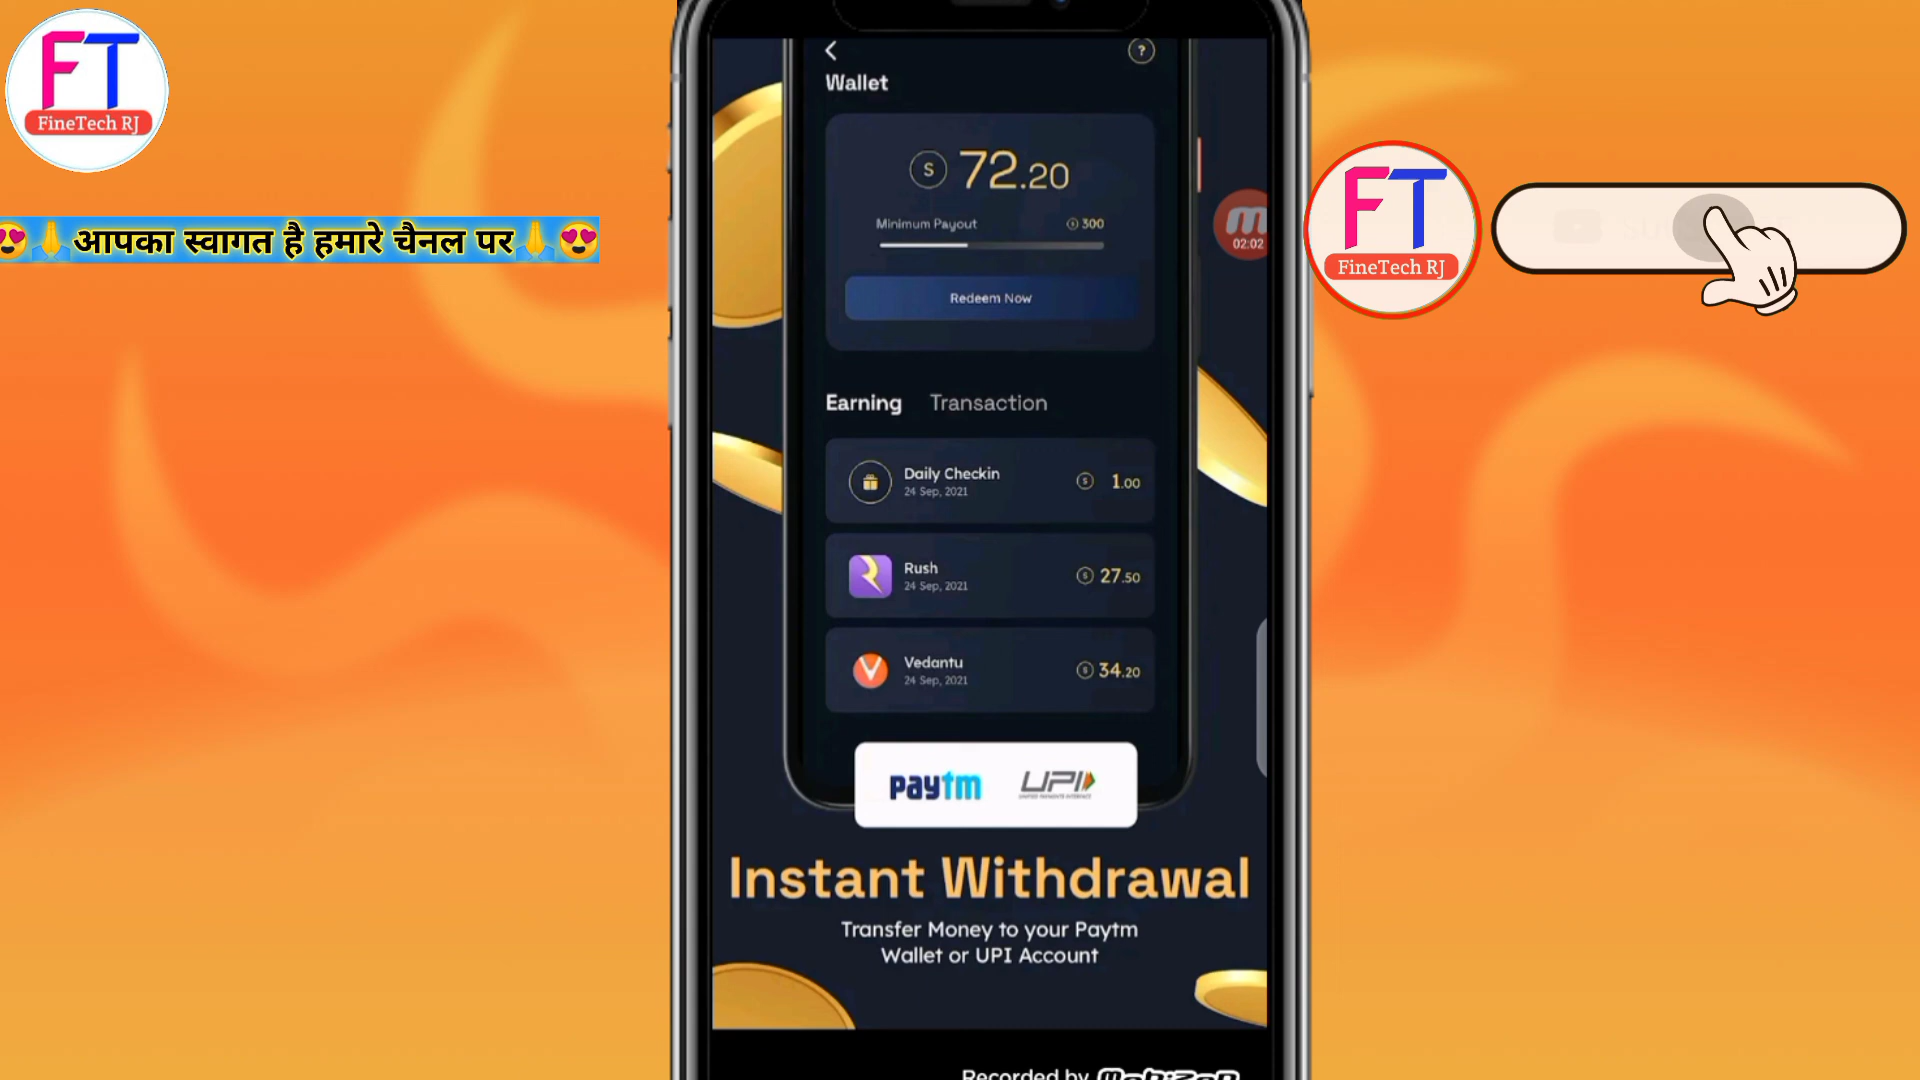 FT
FineTech RJ
😍🙏आपका स्वागत है हमारे चैनल पर🙏😍
Wallet
?
S 72.20
Minimum Payout 300
Redeem Now
Earning Transaction
Daily Checkin
24 Sep, 2021
S 1.00
Rush
24 Sep, 2021
S 27.50
Vedantu
24 Sep, 2021
S 34.20
paytm UPI
UNIFIED PAYMENTS INTERFACE
Instant Withdrawal
Transfer Money to your Paytm
Wallet or UPI Account
Recorded by
02:02
FT
FineTech RJ